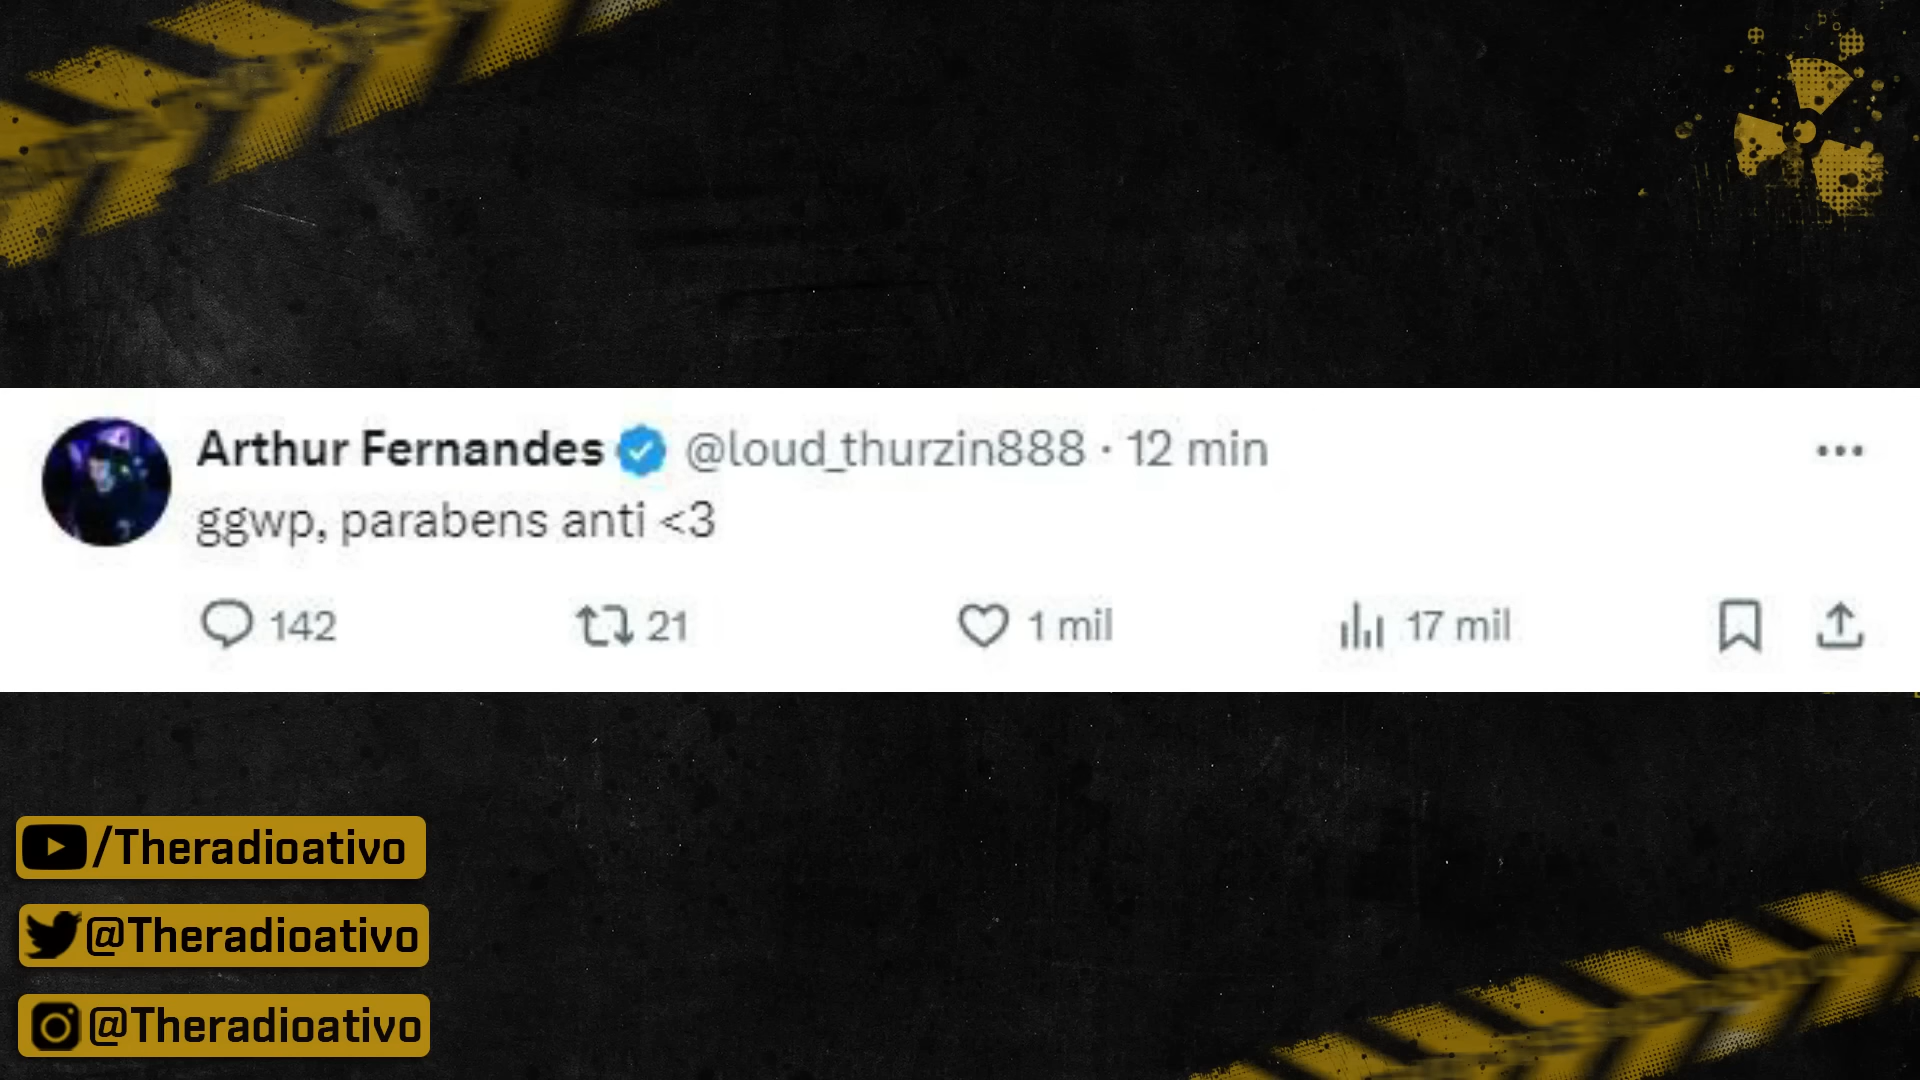 Arthur Fernandes @loud_thurzin888 · 12 min
ggwp, parabens anti <3
142 21 1 mil 17 mil
/Theradioativo
@Theradioativo
@Theradioativo